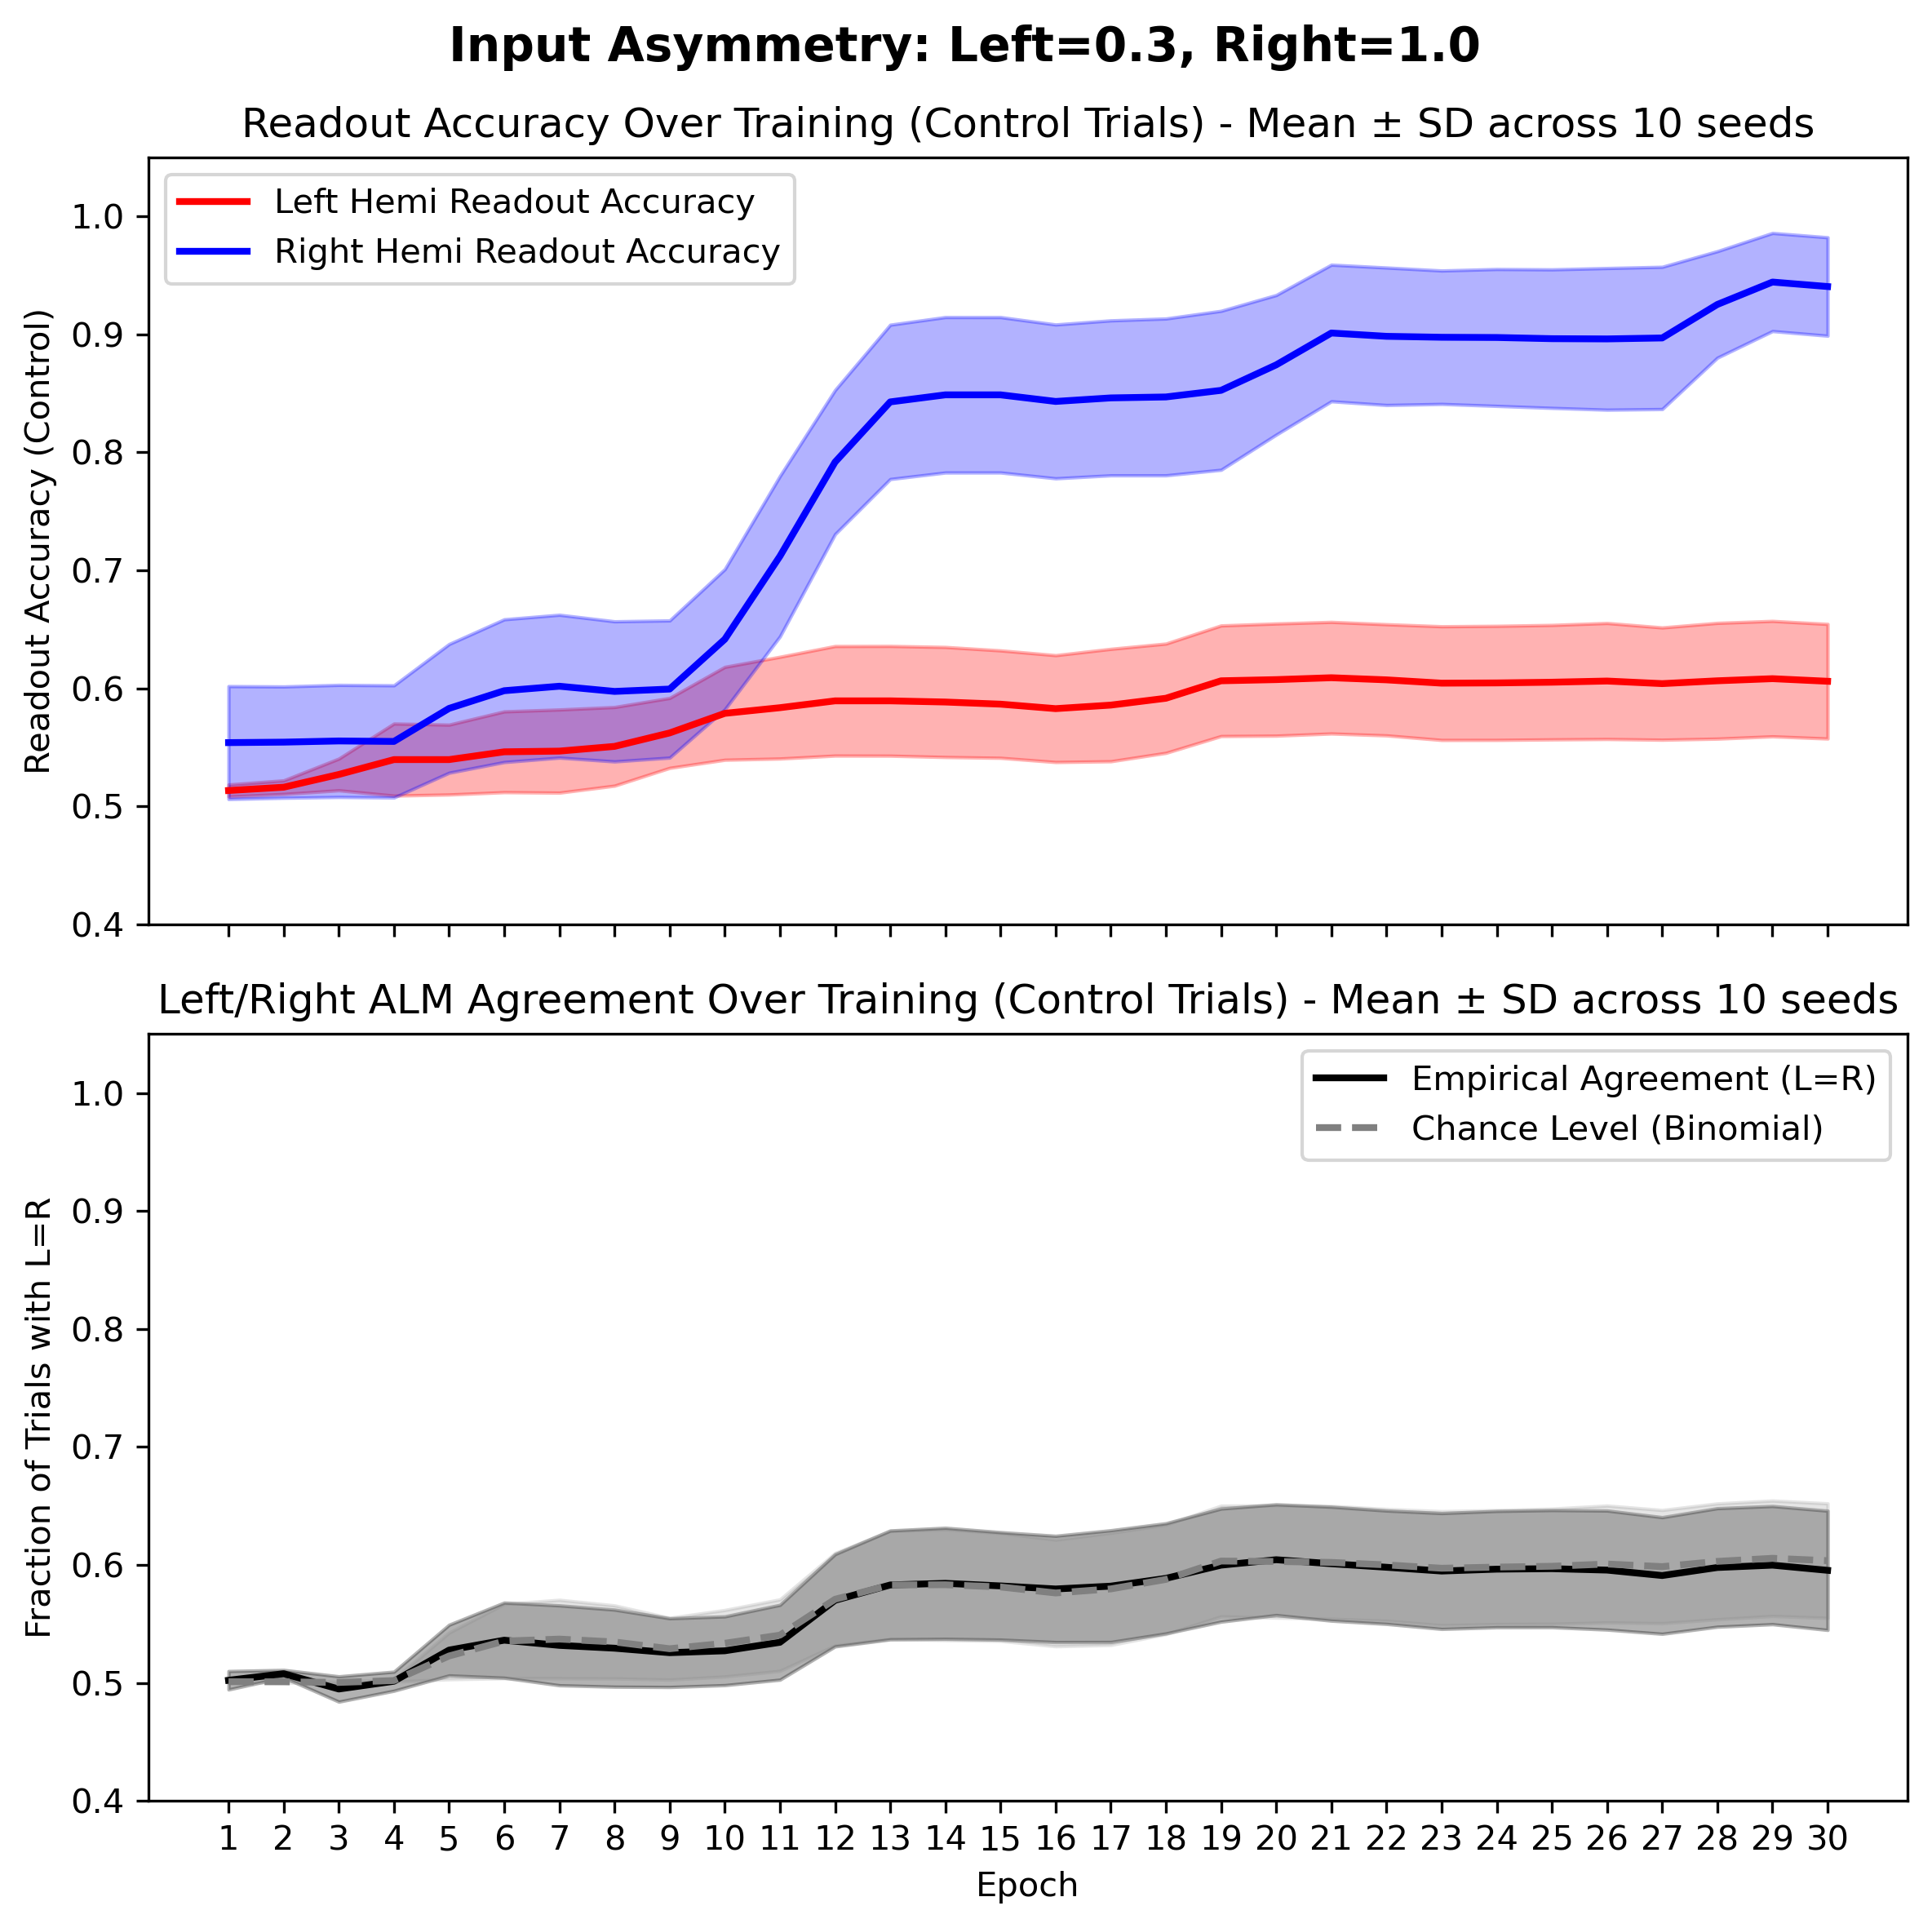 Input Asymmetry: Left=0.3, Right=1.0
Readout Accuracy Over Training (Control Trials) - Mean ± SD across 10 seeds
Left Hemi Readout Accuracy
Right Hemi Readout Accuracy
Readout Accuracy (Control)
1.0
0.9
0.8
0.7
0.6
0.5
0.4
Left/Right ALM Agreement Over Training (Control Trials) - Mean ± SD across 10 seeds
Empirical Agreement (L=R)
Chance Level (Binomial)
Fraction of Trials with L=R
1.0
0.9
0.8
0.7
0.6
0.5
0.4
1 2 3 4 5 6 7 8 9 10 11 12 13 14 15 16 17 18 19 20 21 22 23 24 25 26 27 28 29 30
Epoch